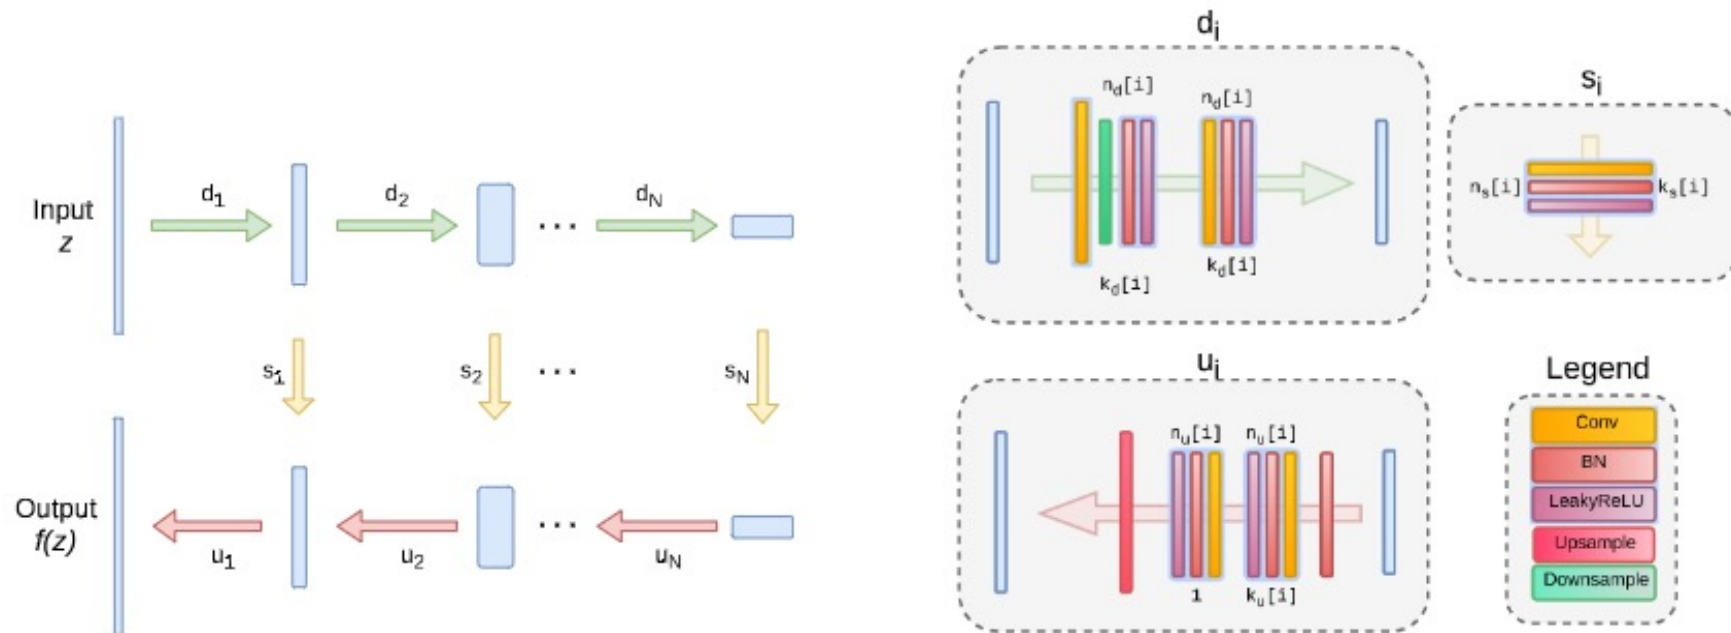 Input
z
d1
d2
...
dN
s1
s2
...
sN
Output
f(z)
u1
u2
...
uN
di
nd[i]
nd[i]
kd[i]
kd[i]
si
ns[i]
ks[i]
ui
nu[i]
nu[i]
1
ku[i]
Legend
Conv
BN
LeakyReLU
Upsample
Downsample